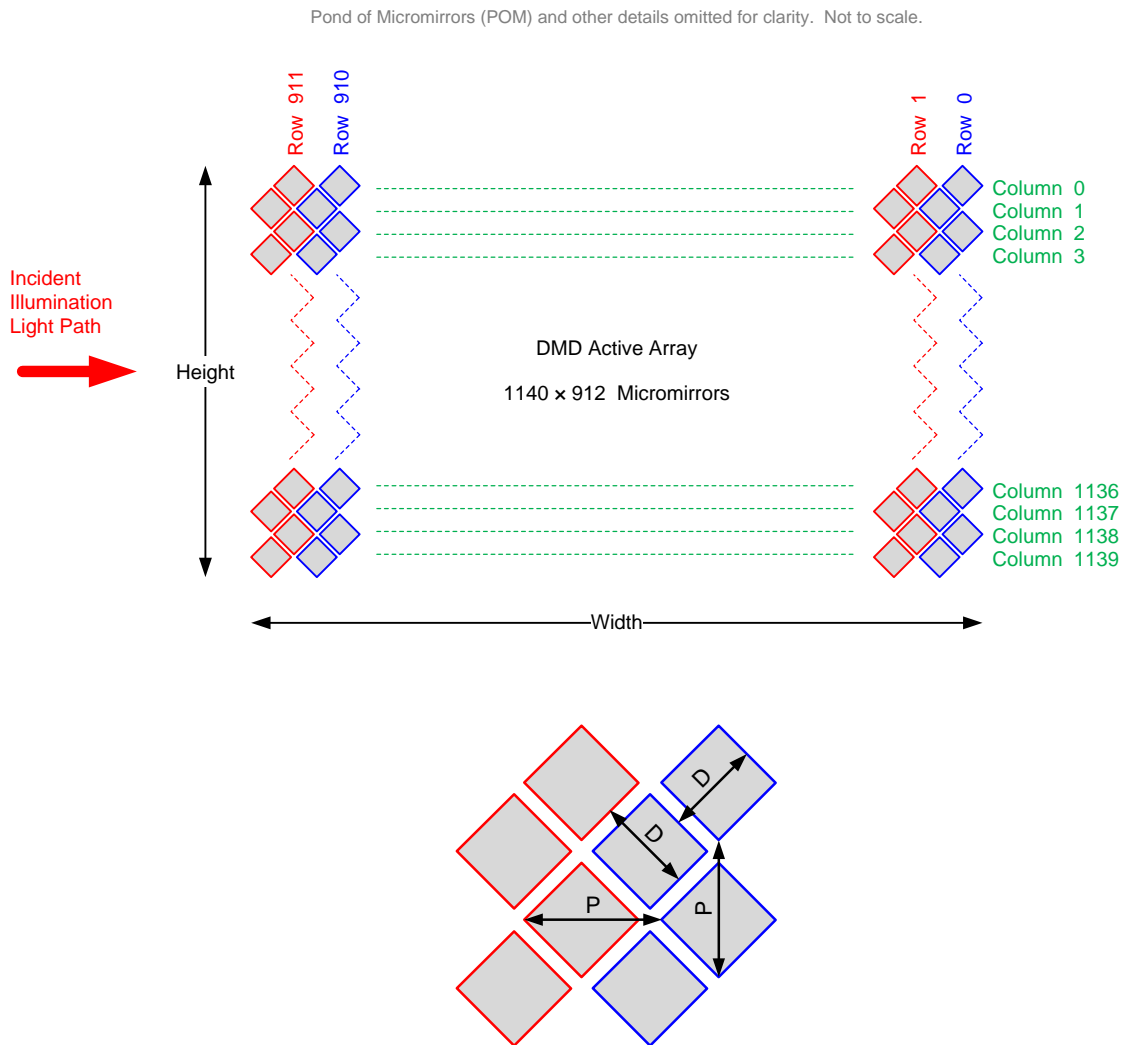 Pond of Micromirrors (POM) and other details omitted for clarity.  Not to scale.
Row 911
Row 910
Row 1
Row 0
Column 0
Column 1
Column 2
Column 3
Incident
Illumination
Light Path
Height
DMD Active Array
1140 × 912 Micromirrors
Column 1136
Column 1137
Column 1138
Column 1139
Width
D
D
P
P